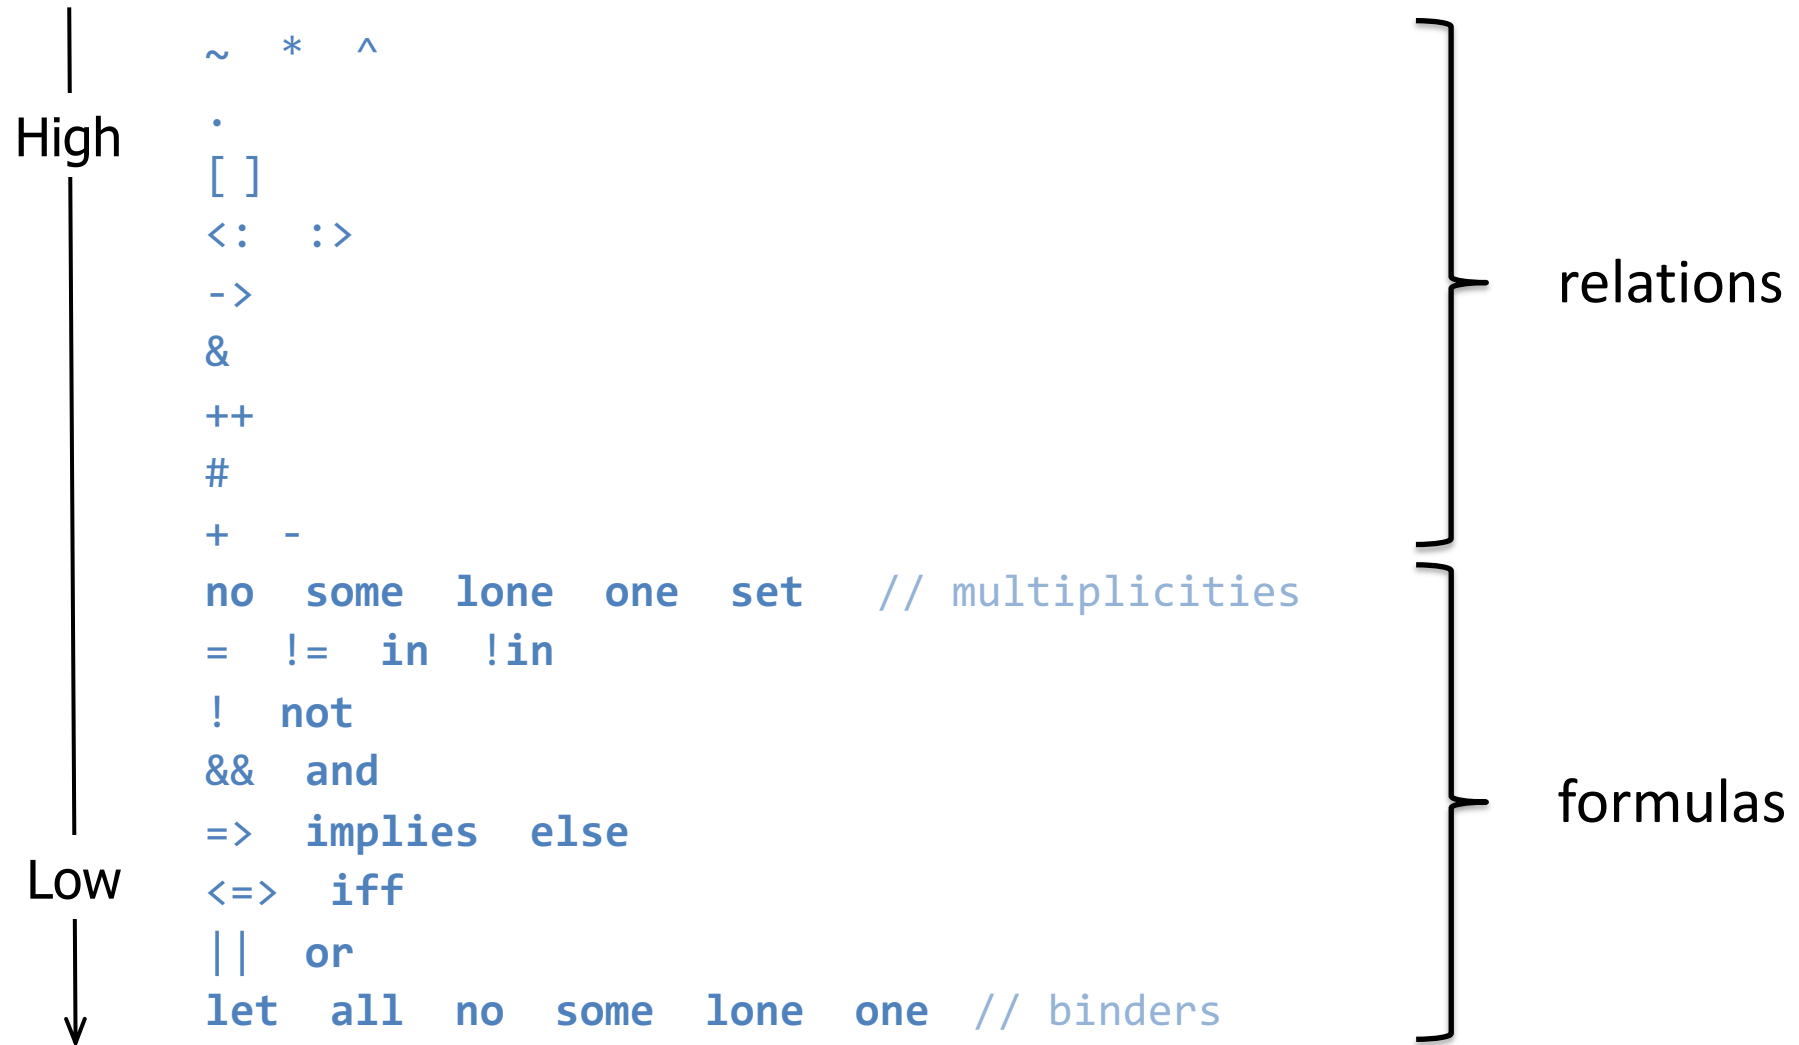 ~ * ^
.
High
[ ]
<: :>
relations
->
&
++
#
+ -
no some lone one set // multiplicities
= != in !in
! not
&& and
formulas
=> implies else
Low
<=> iff
|| or
let all no some lone one // binders